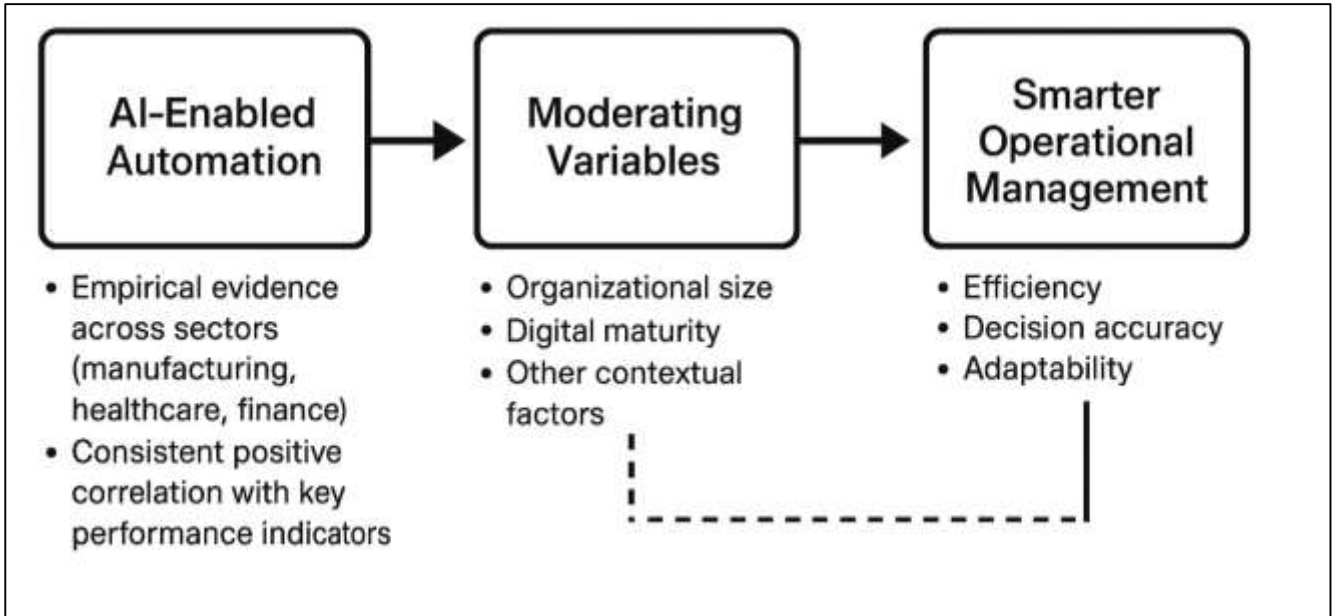 AI-Enabled
Automation
• Empirical evidence
across sectors
(manufacturing,
healthcare, finance)
• Consistent positive
correlation with key
performance indicators
Moderating
Variables
• Organizational size
• Digital maturity
• Other contextual
factors
Smarter
Operational
Management
• Efficiency
• Decision accuracy
• Adaptability